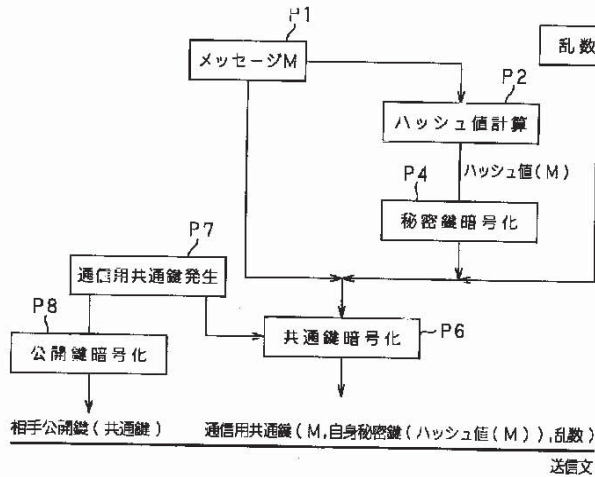 P1
メッセージM
乱数
P2
ハッシュ値計算
ハッシュ値(M)
P4
秘密鍵暗号化
P7
通信用共通鍵発生
P8
公開鍵暗号化
共通鍵暗号化
P6
相手公開鍵(共通鍵)
通信用共通鍵(M,自身秘密鍵(ハッシュ値(M)),乱数)
送信文